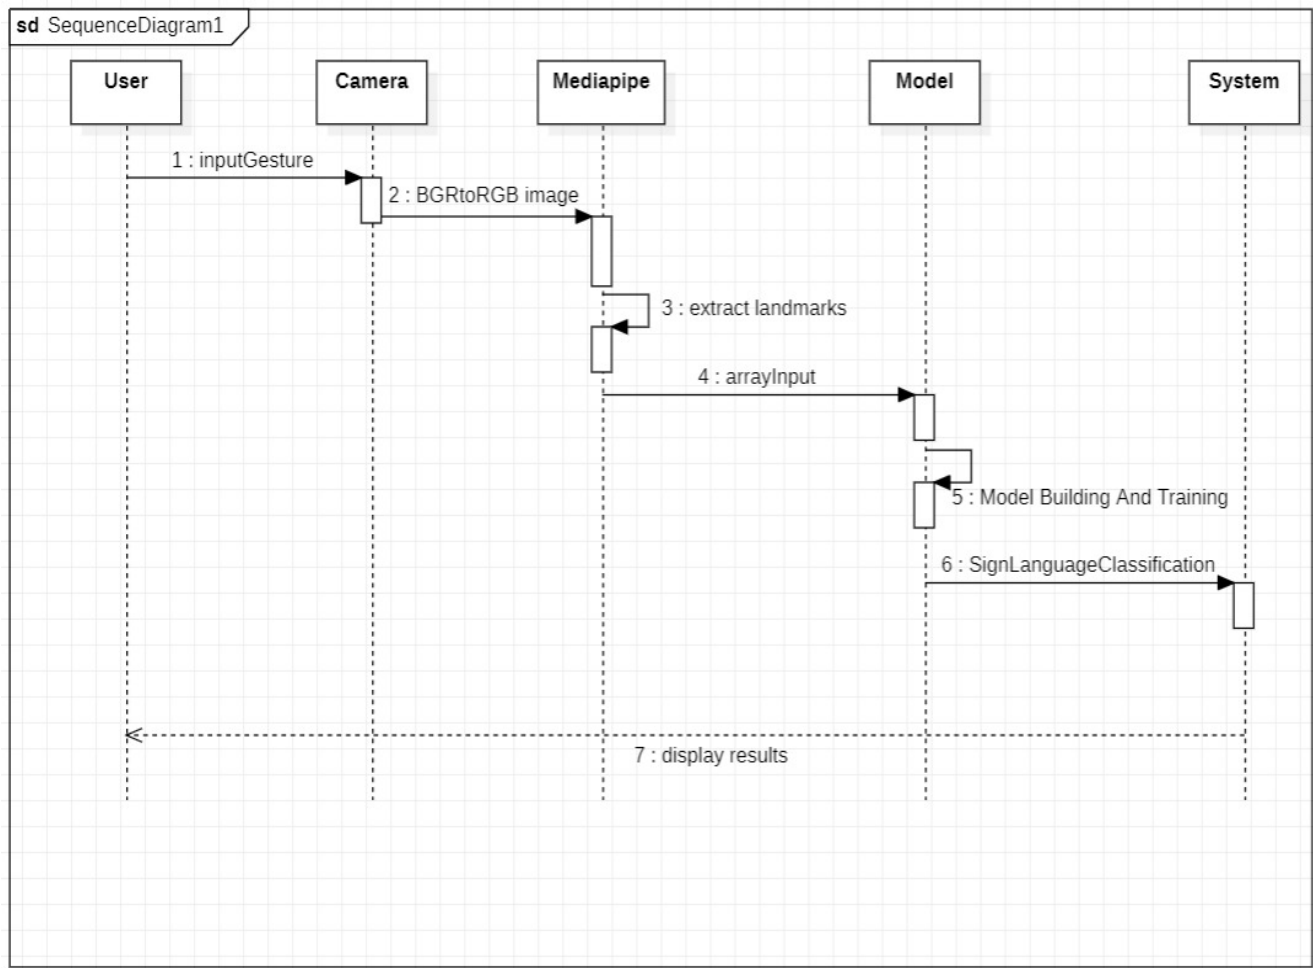 sd SequenceDiagram1
User
Camera
Mediapipe
Model
System
1 : inputGesture
2 : BGRtoRGB image
3 : extract landmarks
4 : arrayInput
5 : Model Building And Training
6 : SignLanguageClassification
7 : display results